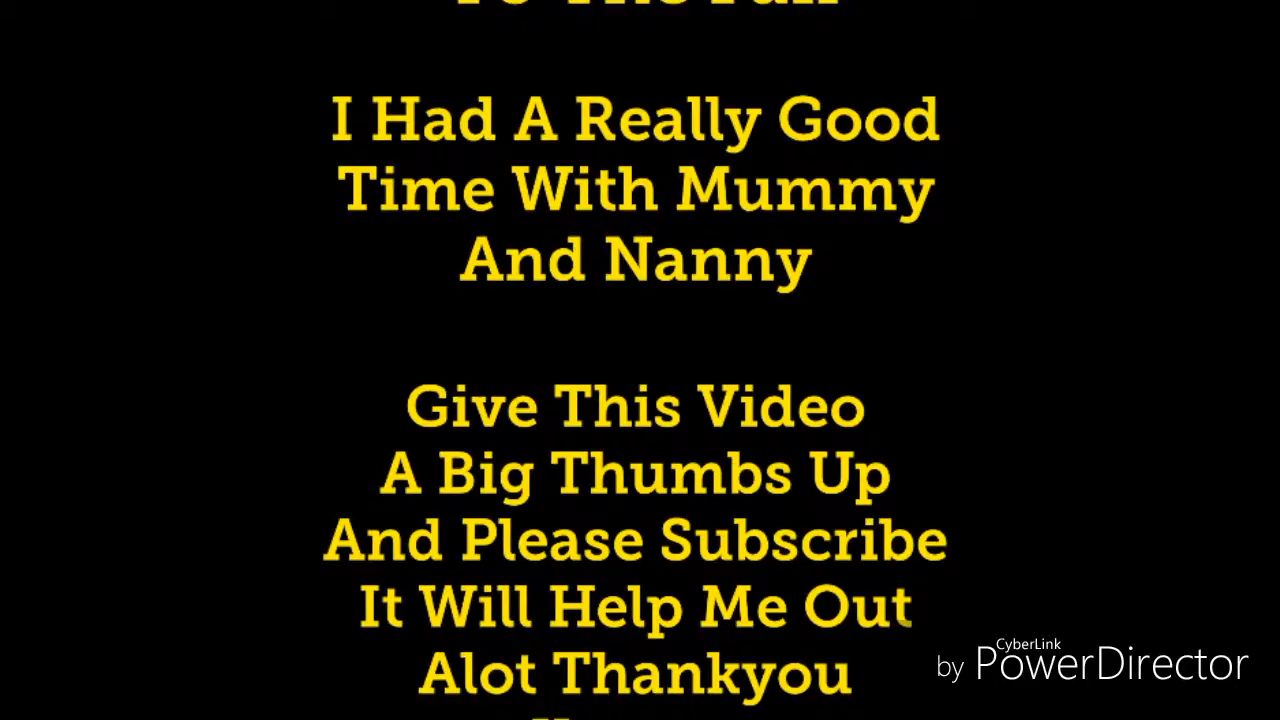 I Had A Really Good
Time With Mummy
And Nanny
Give This Video
A Big Thumbs Up
And Please Subscribe
It Will Help Me Out
Alot Thankyou
by CyberLink PowerDirector